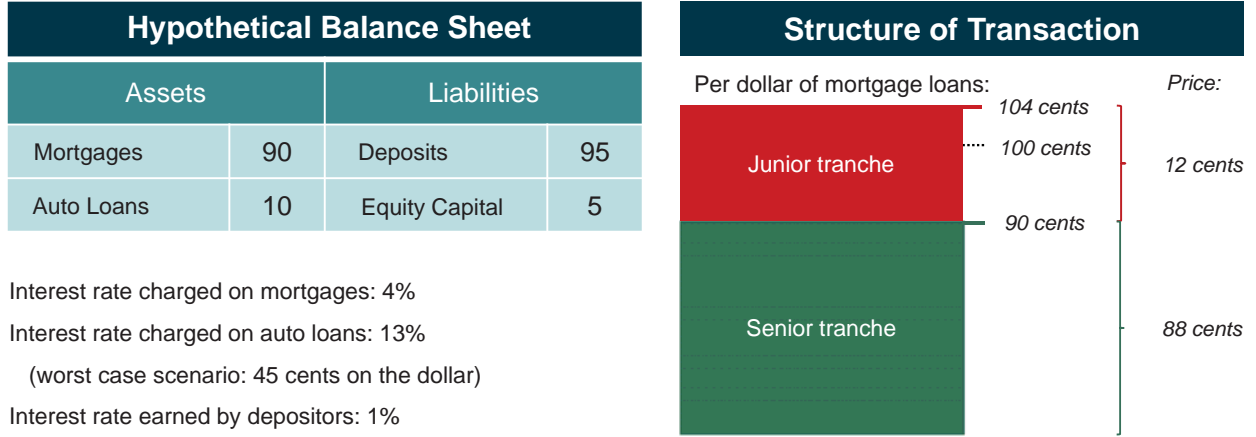 Hypothetical Balance Sheet
Assets Liabilities
Mortgages 90 Deposits 95
Auto Loans 10 Equity Capital 5
Interest rate charged on mortgages: 4%
Interest rate charged on auto loans: 13%
(worst case scenario: 45 cents on the dollar)
Interest rate earned by depositors: 1%
Structure of Transaction
Per dollar of mortgage loans: Price:
104 cents
100 cents
Junior tranche 12 cents
90 cents
Senior tranche 88 cents